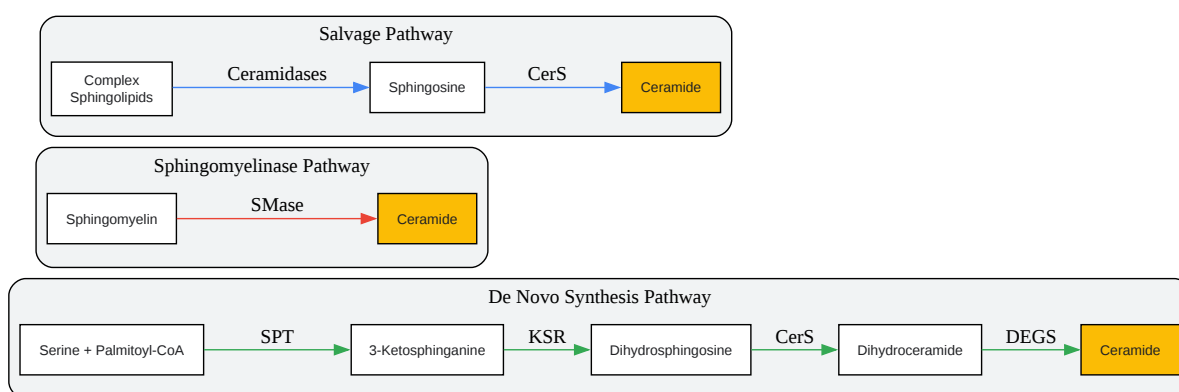 Salvage Pathway
Complex
Sphingolipids
Ceramidases
Sphingosine
CerS
Ceramide
Sphingomyelinase Pathway
Sphingomyelin
SMase
Ceramide
De Novo Synthesis Pathway
Serine + Palmitoyl-CoA
SPT
3-Ketosphinganine
KSR
Dihydrosphingosine
CerS
Dihydroceramide
DEGS
Ceramide